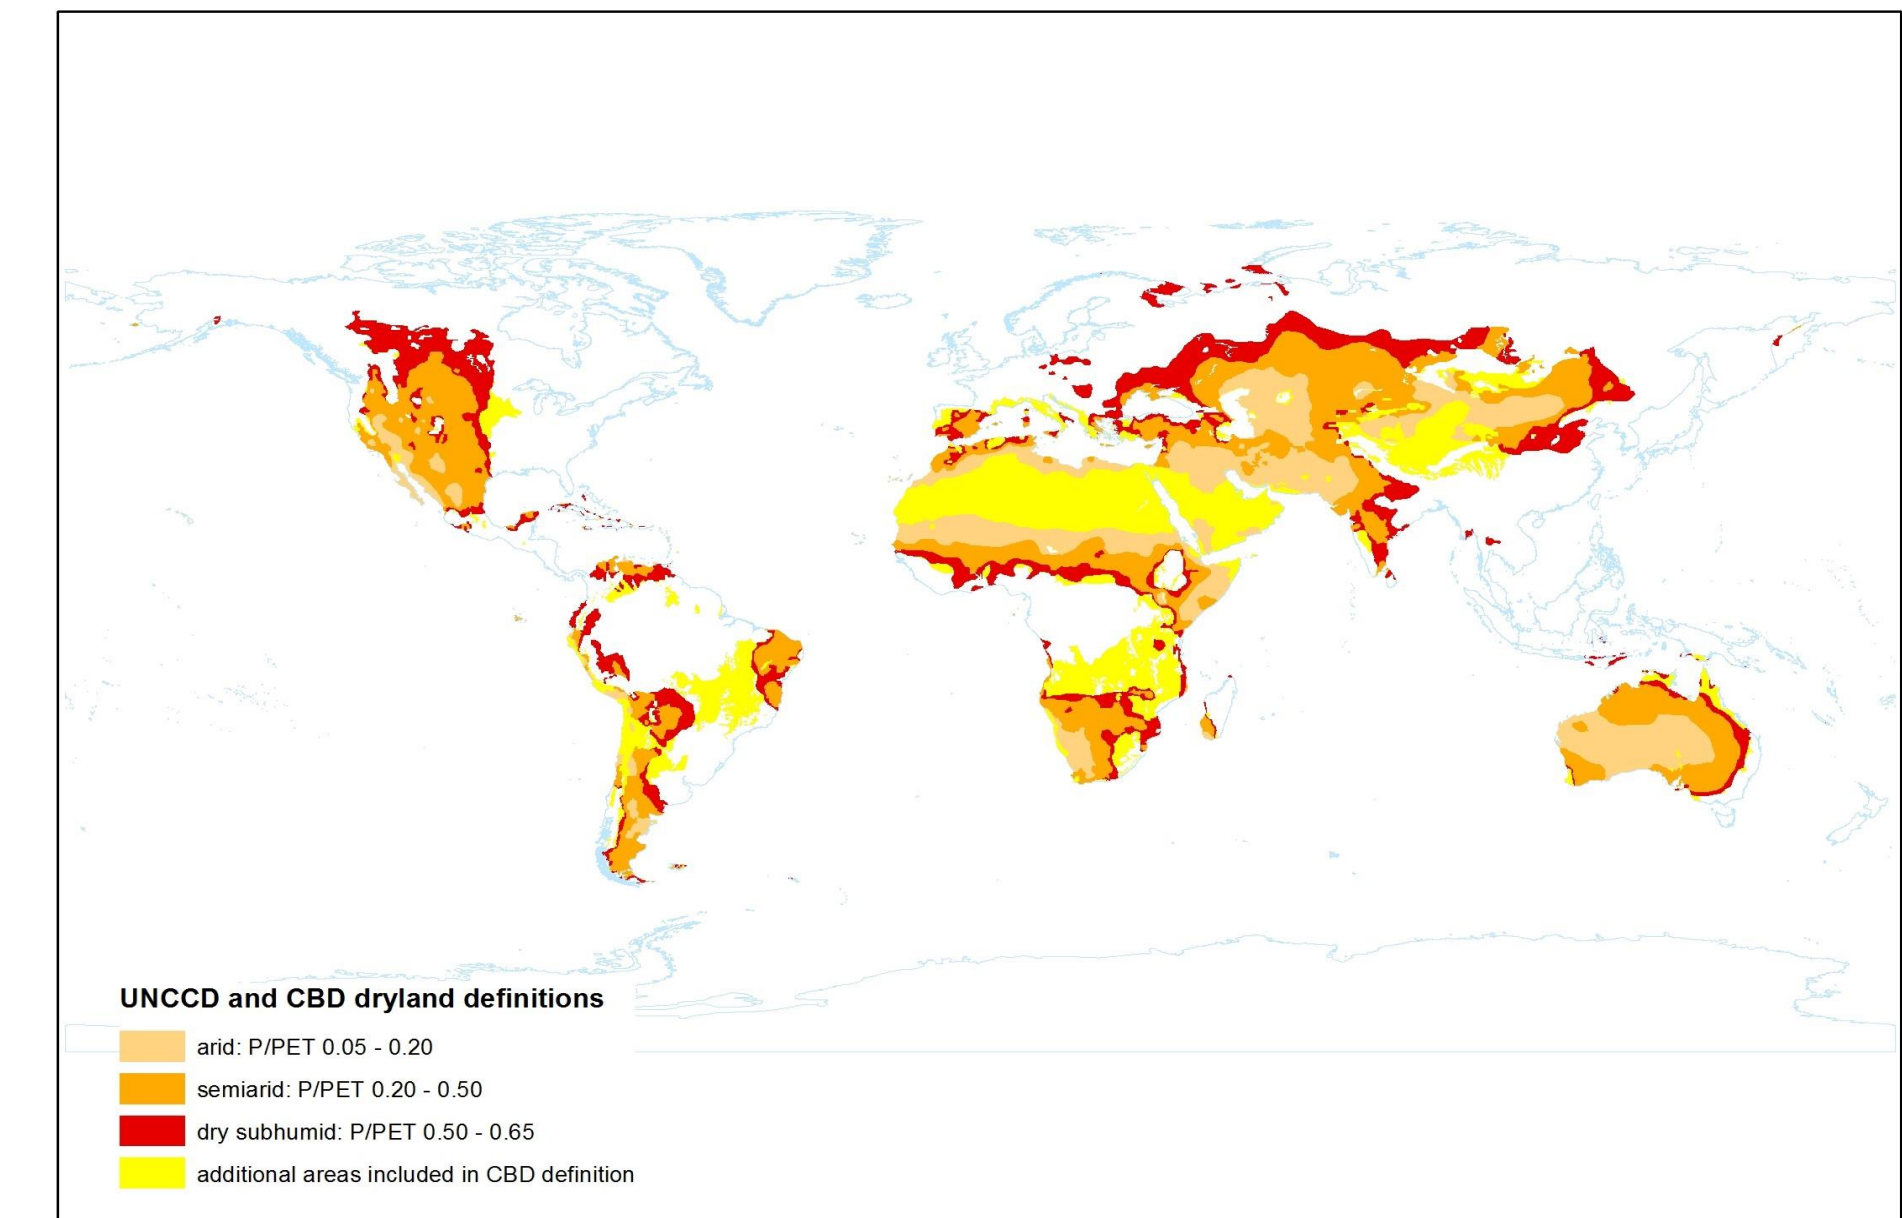 UNCCD and CBD dryland definitions
arid: P/PET 0.05 - 0.20
semiarid: P/PET 0.20 - 0.50
dry subhumid: P/PET 0.50 - 0.65
additional areas included in CBD definition